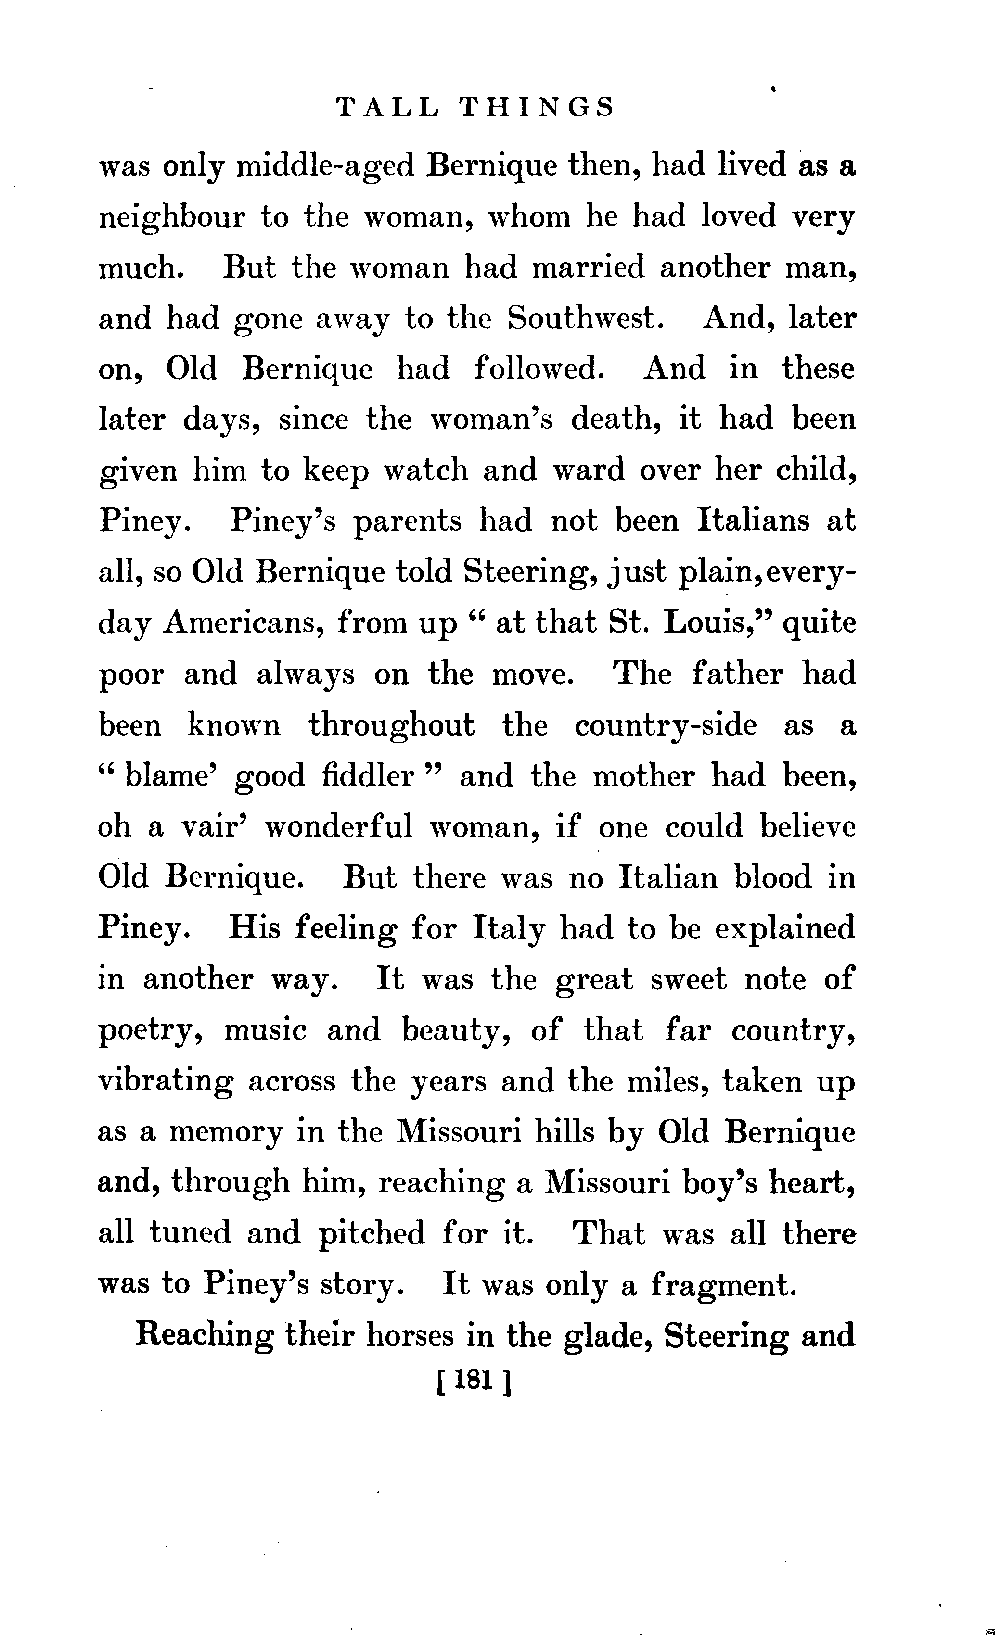 TALL THINGS
was only middle-aged Bernique then, had lived as a
neighbour to the woman, whom he had loved very
much. But the woman had married another man,
and had gone away to the Southwest. And, later
on, Old Bernique had followed. And in these
later days, since the woman's death, it had been
given him to keep watch and ward over her child,
Piney. Piney's parents had not been Italians at
all, so Old Bernique told Steering, just plain, every-
day Americans, from up “ at that St. Louis,” quite
poor and always on the move. The father had
been known throughout the country-side as a
“ blame' good fiddler ” and the mother had been,
oh a vair' wonderful woman, if one could believe
Old Bernique. But there was no Italian blood in
Piney. His feeling for Italy had to be explained
in another way. It was the great sweet note of
poetry, music and beauty, of that far country,
vibrating across the years and the miles, taken up
as a memory in the Missouri hills by Old Bernique
and, through him, reaching a Missouri boy's heart,
all tuned and pitched for it. That was all there
was to Piney's story. It was only a fragment.
Reaching their horses in the glade, Steering and
[ 181 ]